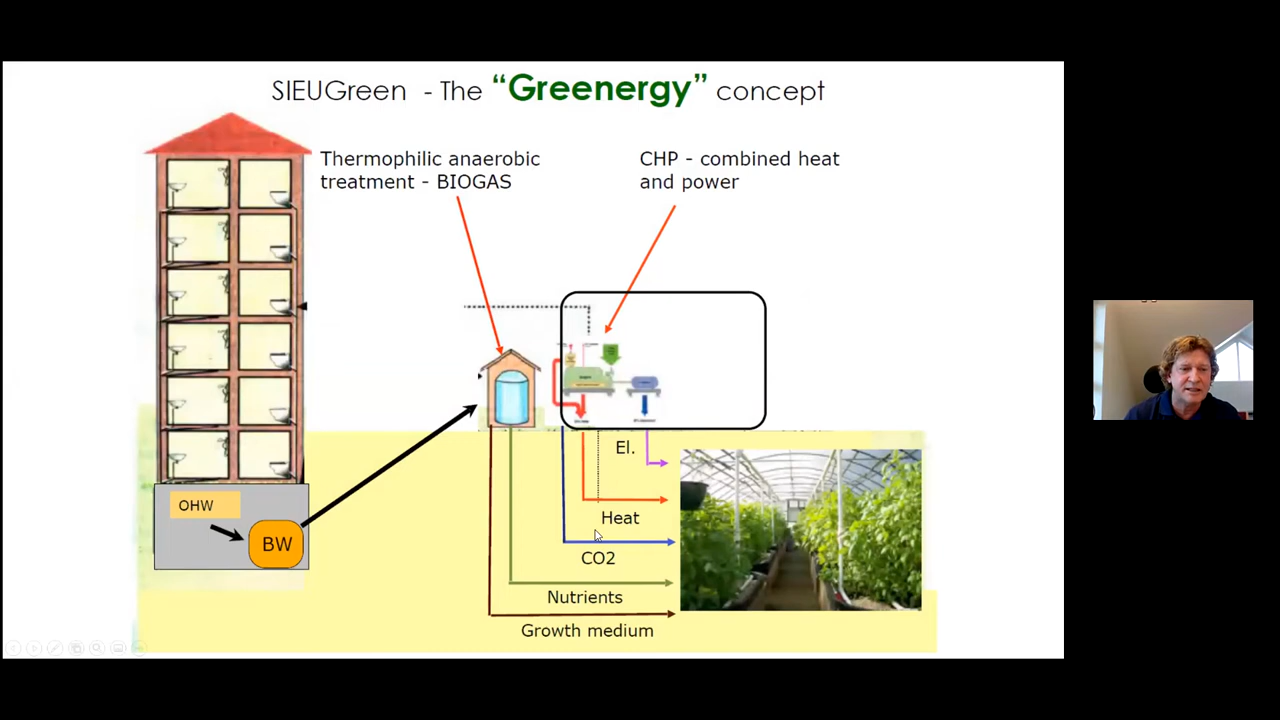 SIEUGreen - The “Greenergy” concept
Thermophilic anaerobic
treatment - BIOGAS
CHP - combined heat
and power
El.
OHW
BW
Heat
CO2
Nutrients
Growth medium